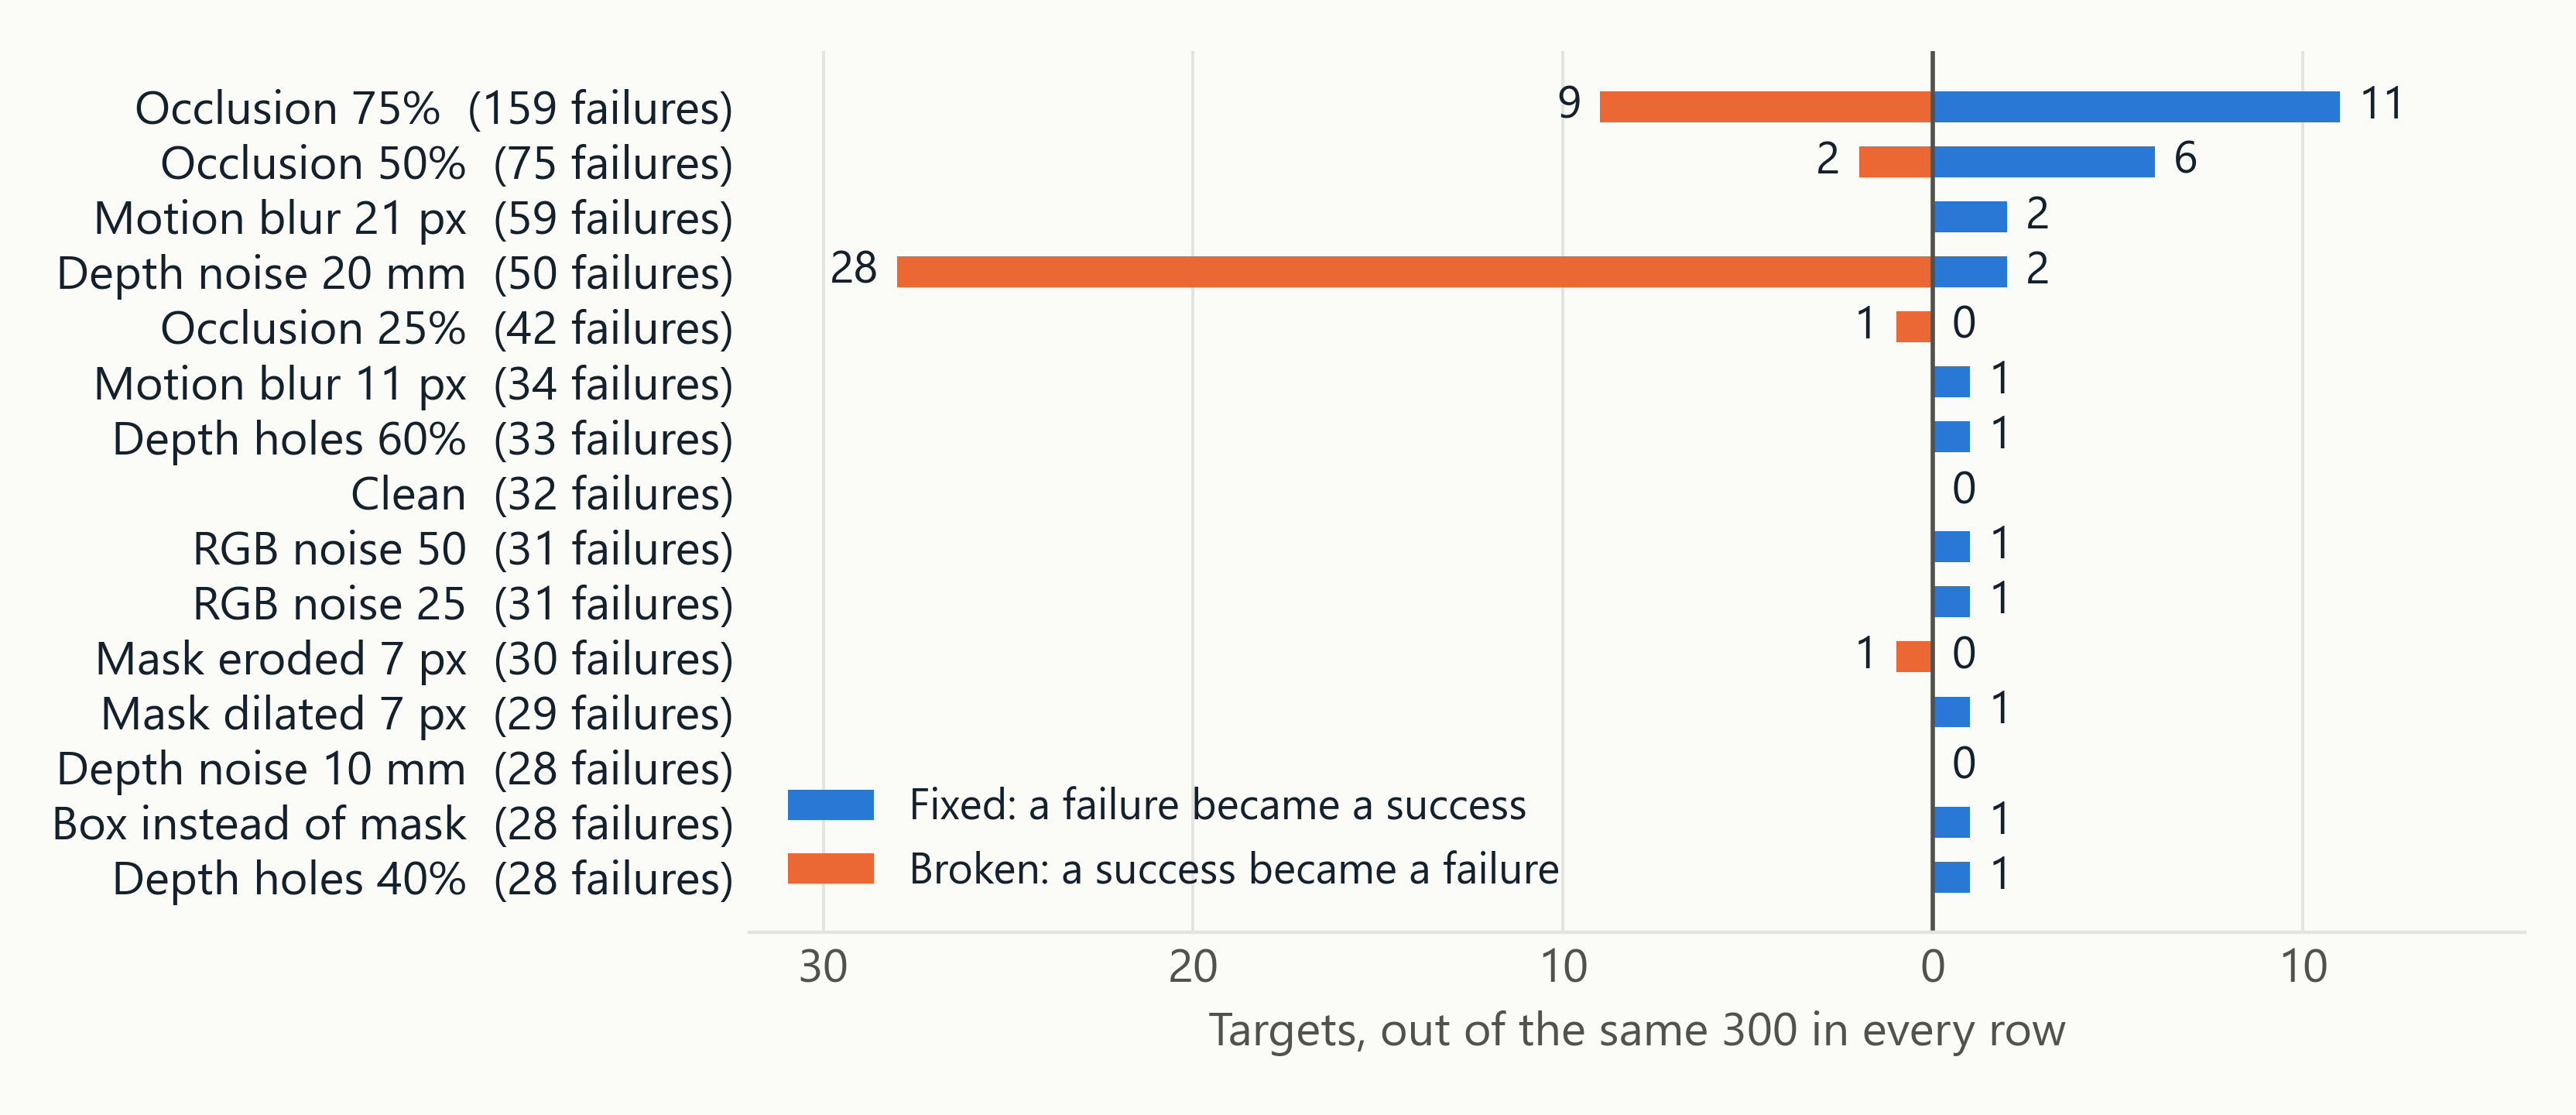 Occlusion 75% (159 failures) 9 11
Occlusion 50% (75 failures) 2 6
Motion blur 21 px (59 failures) 2
Depth noise 20 mm (50 failures) 28 2
Occlusion 25% (42 failures) 1 0
Motion blur 11 px (34 failures) 1
Depth holes 60% (33 failures) 1
Clean (32 failures) 0
RGB noise 50 (31 failures) 1
RGB noise 25 (31 failures) 1
Mask eroded 7 px (30 failures) 1 0
Mask dilated 7 px (29 failures) 1
Depth noise 10 mm (28 failures) 0
Box instead of mask (28 failures) 1
Depth holes 40% (28 failures) 1
Fixed: a failure became a success
Broken: a success became a failure
30 20 10 0 10
Targets, out of the same 300 in every row